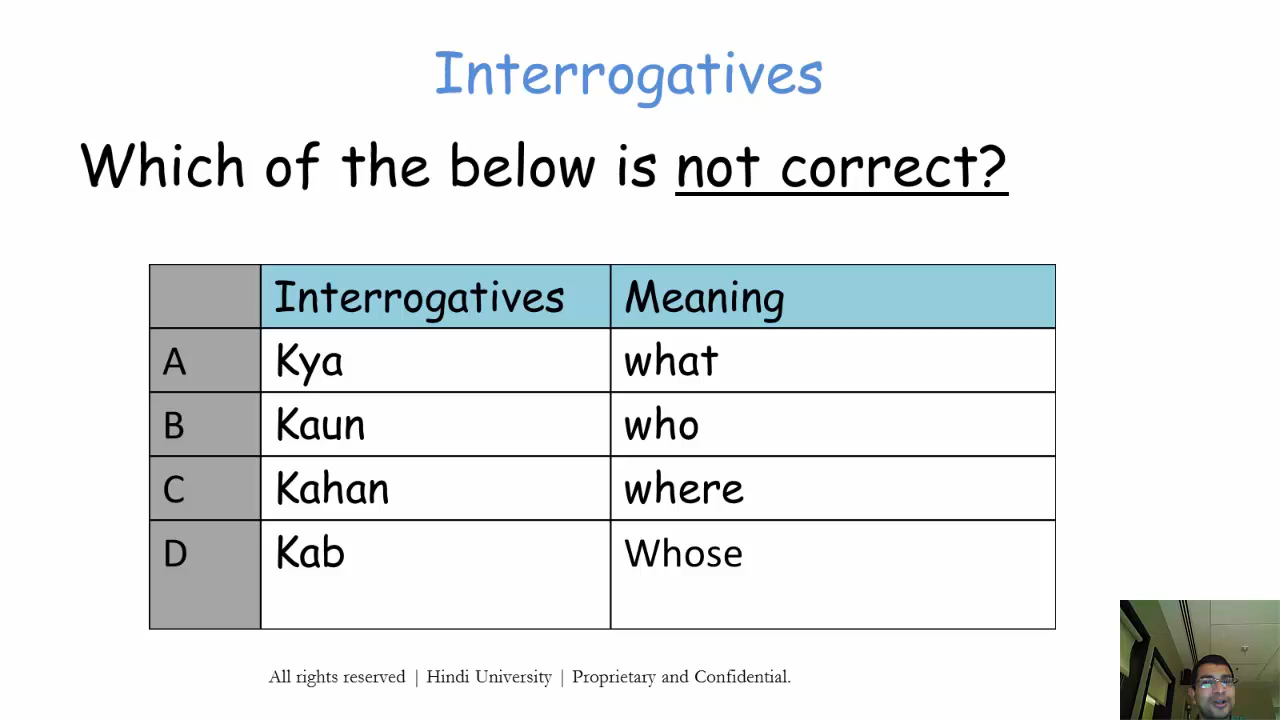 Interrogatives
Which of the below is not correct?
Interrogatives Meaning
A Kya what
B Kaun who
C Kahan where
D Kab Whose
All rights reserved | Hindi University | Proprietary and Confidential.